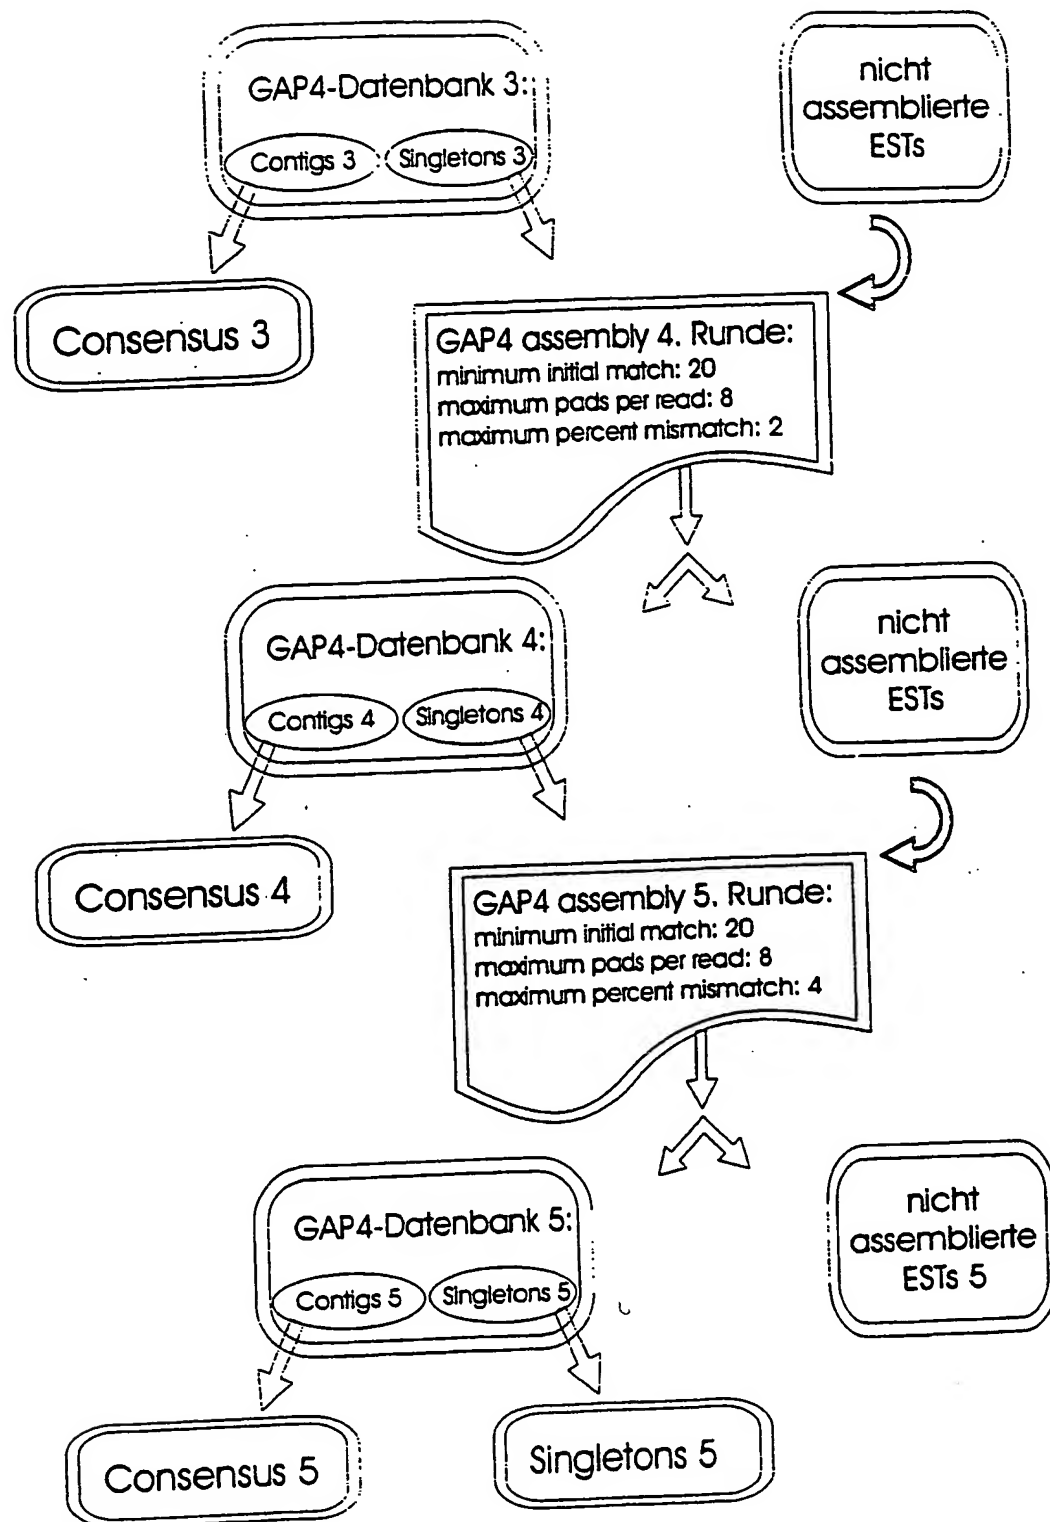 GAP4-Datenbank 3:
Contigs 3
Singletons 3
nicht
assemblierte
ESTs
Consensus 3
GAP4 assembly 4. Runde:
minimum initial match: 20
maximum pads per read: 8
maximum percent mismatch: 2
GAP4-Datenbank 4:
Contigs 4
Singletons 4
nicht
assemblierte
ESTs
Consensus 4
GAP4 assembly 5. Runde:
minimum initial match: 20
maximum pads per read: 8
maximum percent mismatch: 4
GAP4-Datenbank 5:
Contigs 5
Singletons 5
nicht
assemblierte
ESTs 5
Consensus 5
Singletons 5